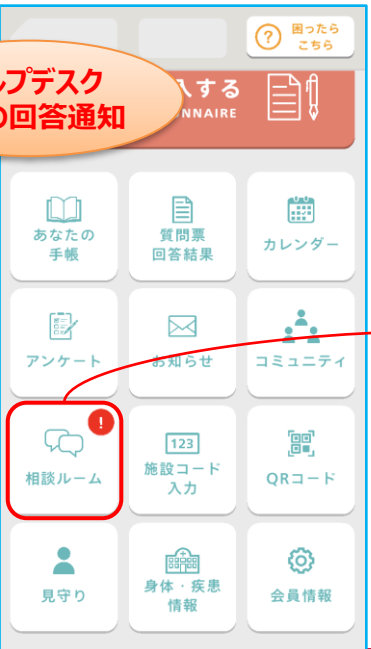 困ったら
こちら
?
ルプデスク
の回答通知
入する
NNAIRE
あなたの
手帳
質問票
回答結果
カレンダー
アンケート
お知らせ
コミュニティ
!
相談ルーム
123
施設コード
入力
QRコード
見守り
身体・疾患
情報
会員情報